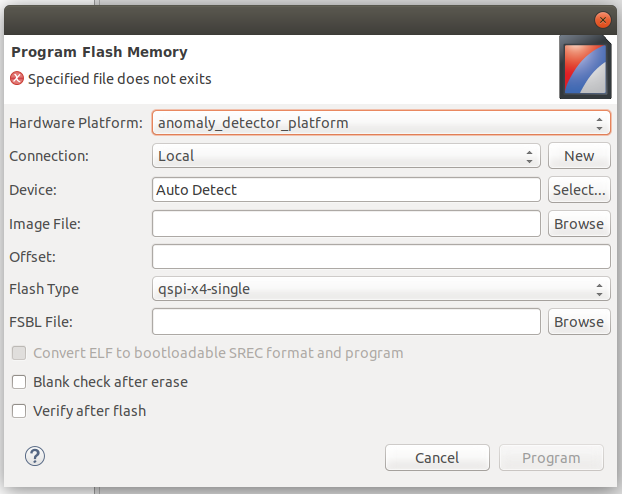 Program Flash Memory
Specified file does not exits
Hardware Platform: anomaly_detector_platform
Connection: Local New
Device: Auto Detect Select...
Image File: Browse
Offset:
Flash Type qspi-x4-single
FSBL File: Browse
Convert ELF to bootloadable SREC format and program
Blank check after erase
Verify after flash
? Cancel Program